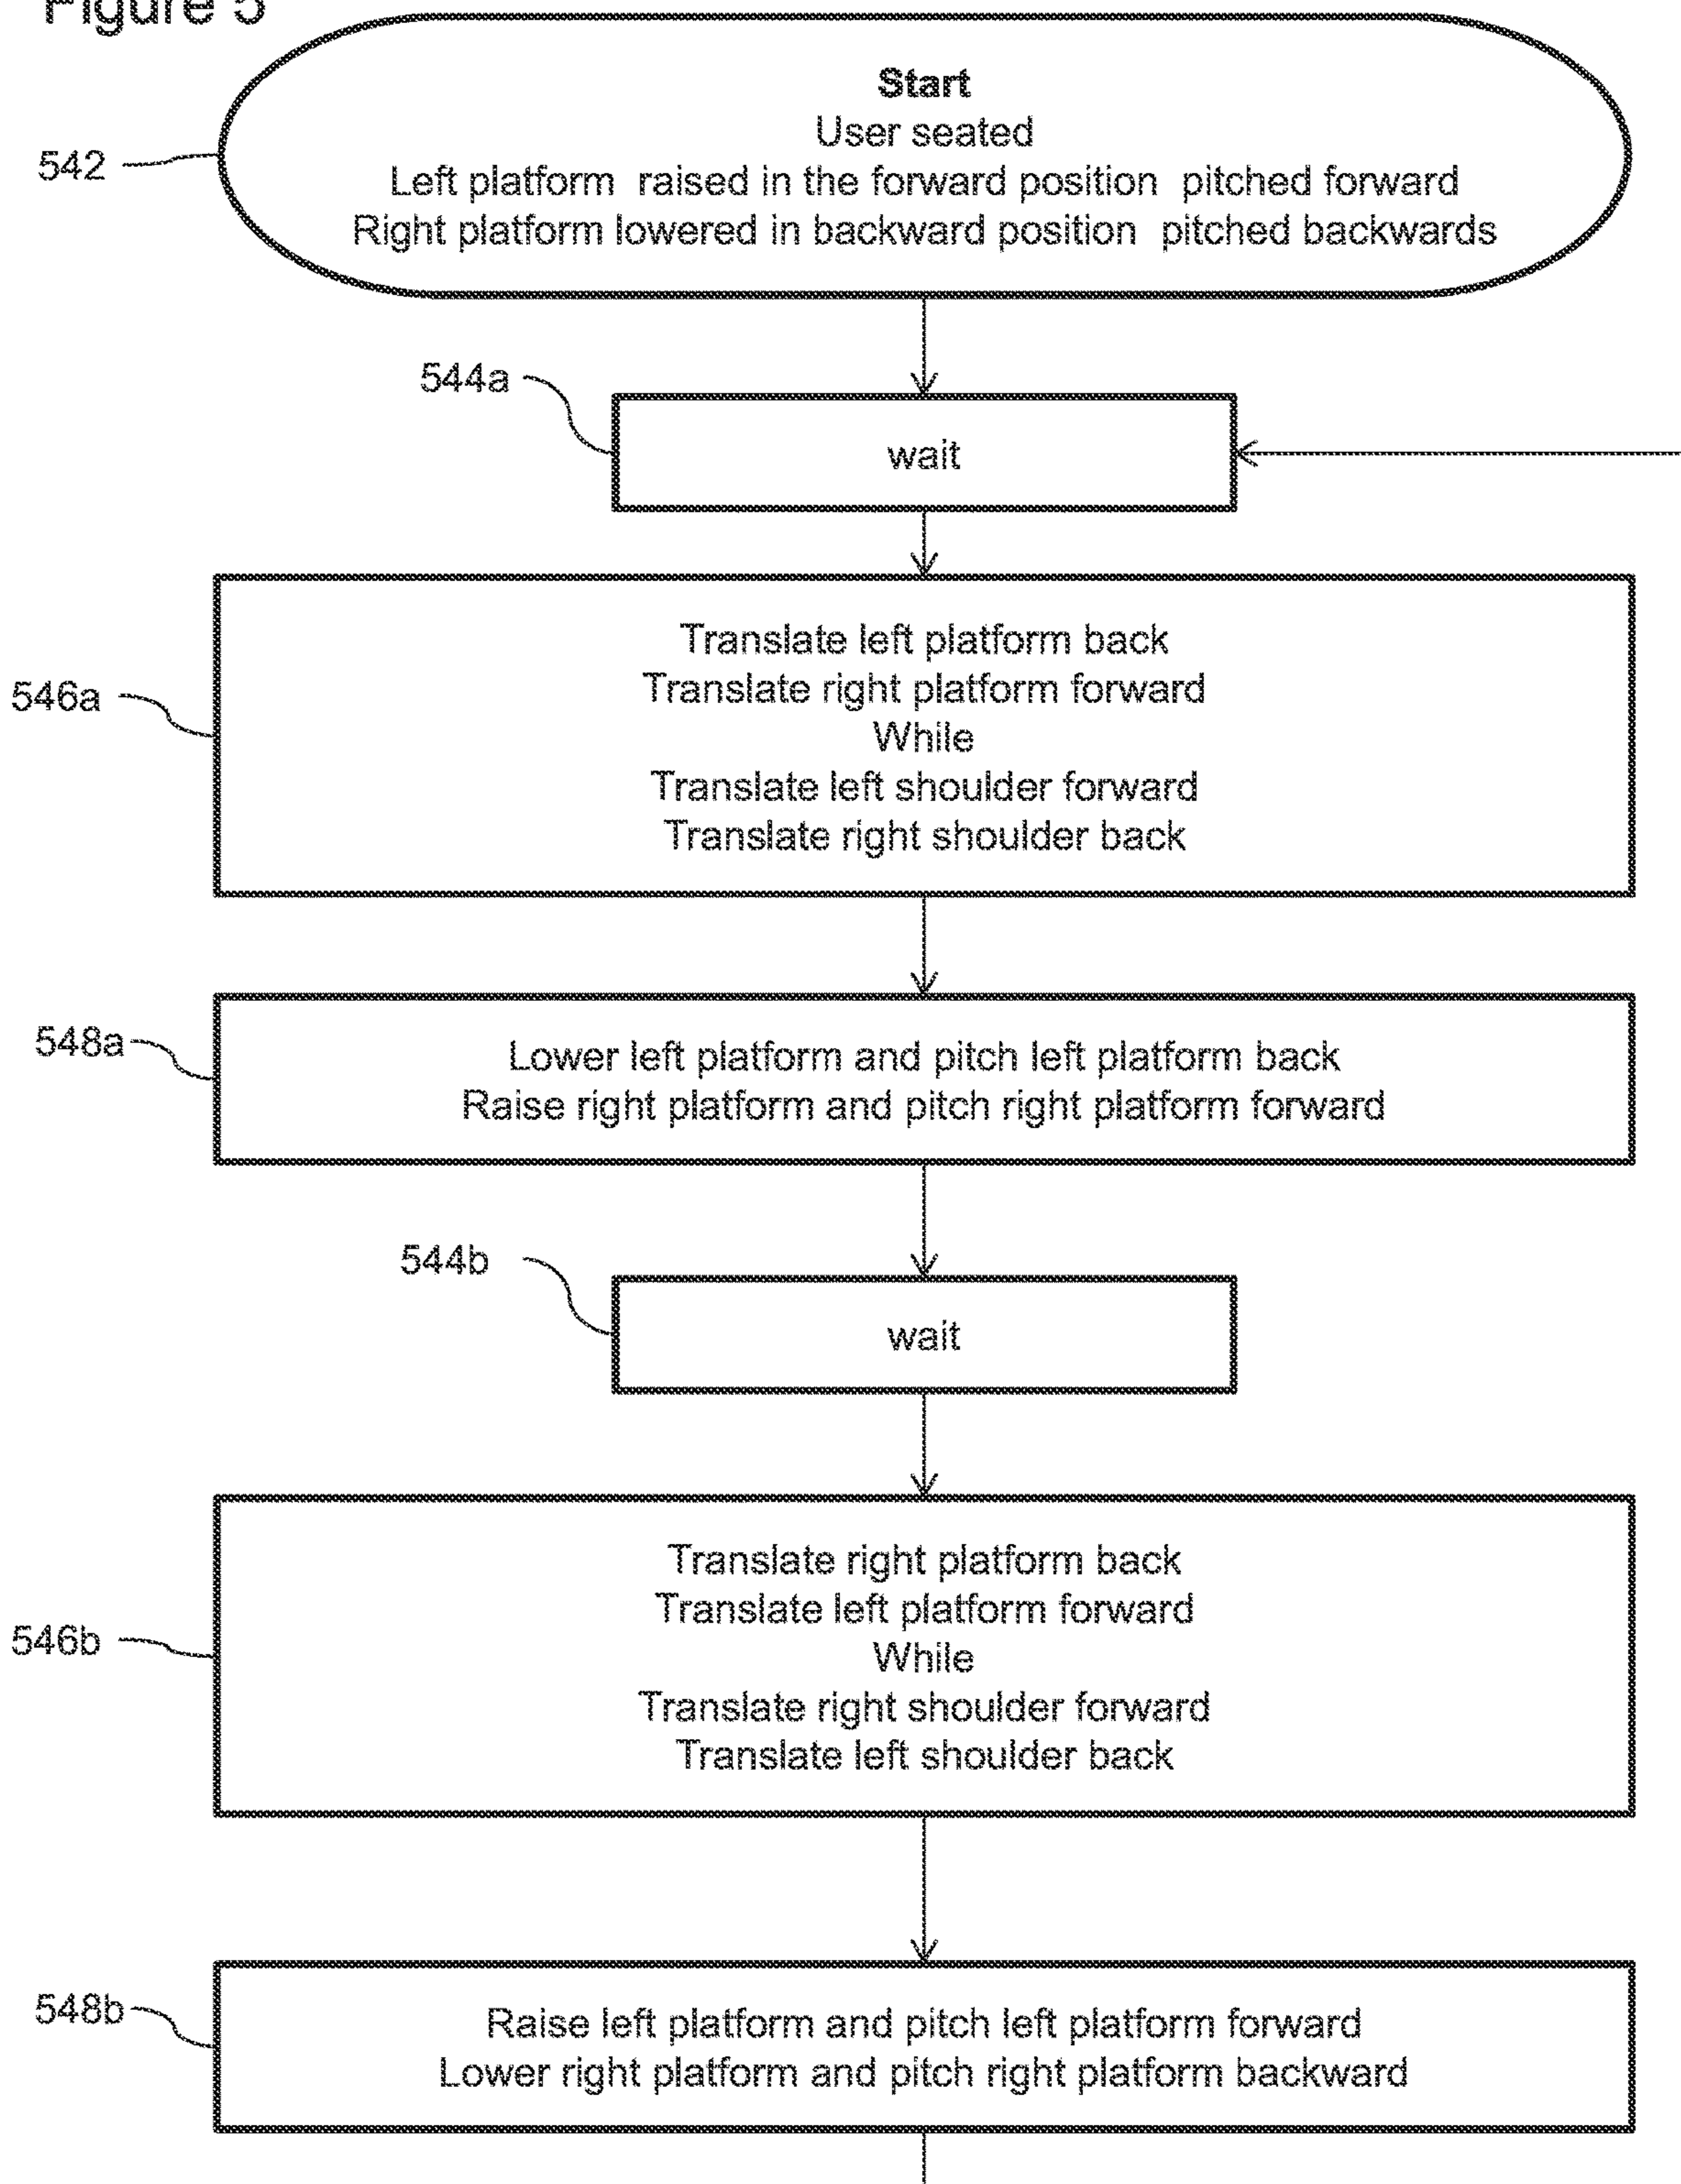 Figure 5
Start
User seated
542
Left platform raised in the forward position pitched forward
Right platform lowered in backward position pitched backwards
544a
wait
Translate left platform back
Translate right platform forward
546a
While
Translate left shoulder forward
Translate right shoulder back
548a
Lower left platform and pitch left platform back
Raise right platform and pitch right platform forward
544b
wait
Translate right platform back
Translate left platform forward
546b
While
Translate right shoulder forward
Translate left shoulder back
548b
Raise left platform and pitch left platform forward
Lower right platform and pitch right platform backward